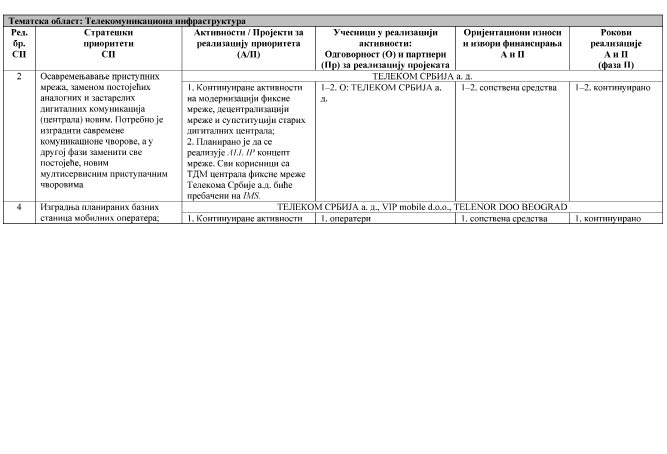 Тематска област: Телекомуникациона инфраструктура
Ред.
бр.
СП
Стратешки
приоритети
СП
Активности / Пројекти за
реализацију приоритета
(А/П)
Учесници у реализацији
активности:
Одговорност (О) и партнери
(Пр) за реализацију пројеката
Оријентациони износи
и извори финансирања
А и П
Рокови
реализације
А и П
(фаза П)
2
Осавремењавање приступних
мрежа, заменом постојећих
аналогних и застарелих
дигиталних комуникација
(централа) новим. Потребно је
изградити савремене
комуникационе чворове, а у
другој фази заменити све
постојеће, новим
мултисервисним приступачним
чворовима
ТЕЛЕКОМ СРБИЈА а. д.
1. Континуиране активности
на модернизацији фиксне
мреже, децентрализацији
мреже и супституцији старих
дигиталних централа;
2. Планирано је да се
реализује ALL IP концепт
мреже. Сви корисници са
ТДМ централа фиксне мреже
Телекома Србије а.д. биће
пребачени на IMS.
1–2. О: ТЕЛЕКОМ СРБИЈА а.
д.
1–2. сопствена средства
1–2. континуирано
4
Изградња планираних базних
станица мобилних оператера;
ТЕЛЕКОМ СРБИЈА а. д., VIP mobile d.o.o., TELENOR DOO BEOGRAD
1. Континуиране активности
1. оператери
1. сопствена средства
1. континуирано